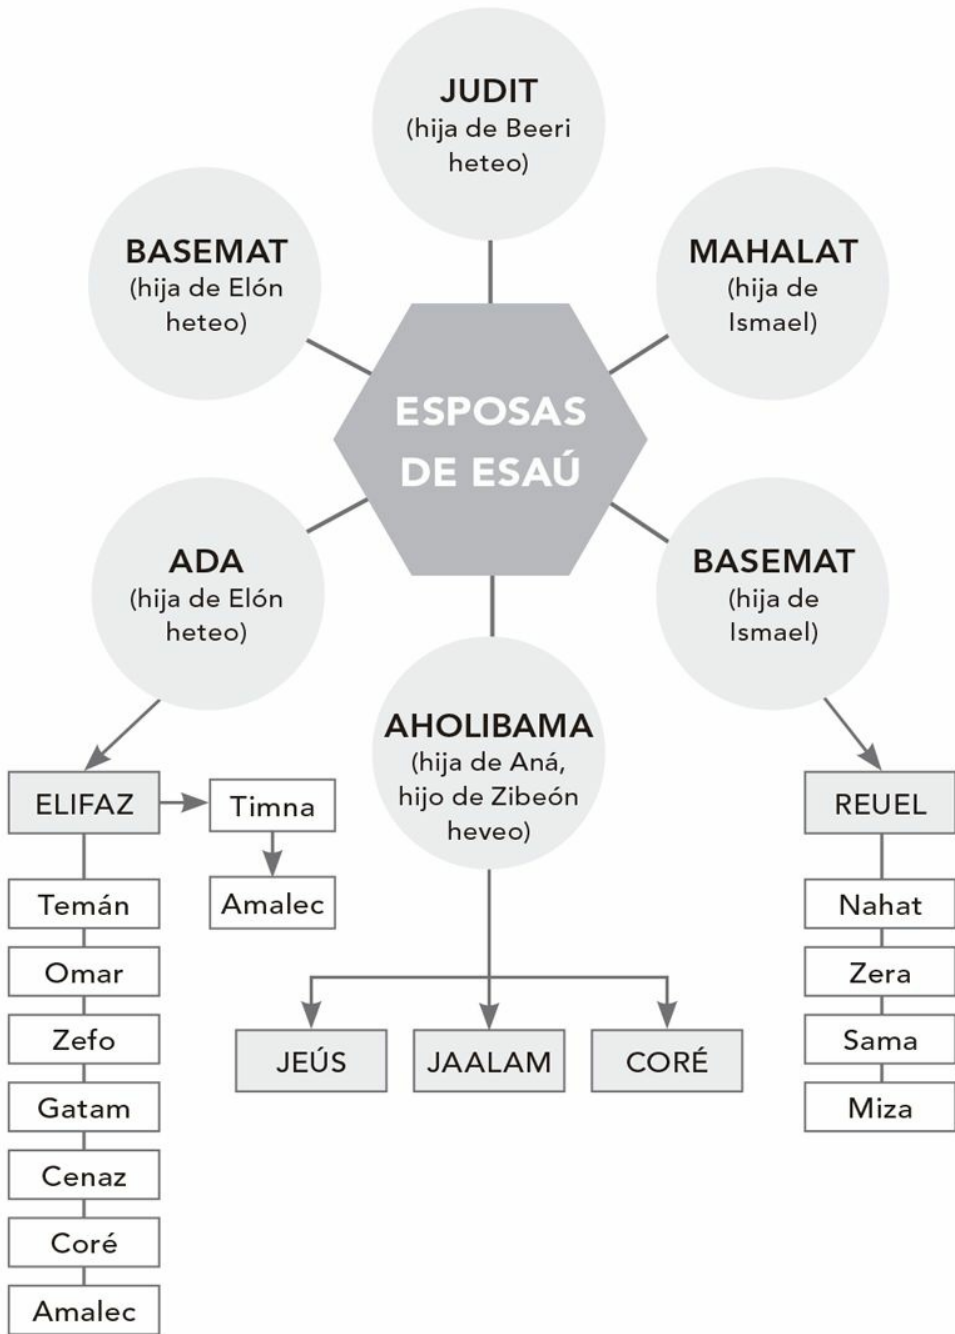 JUDIT
(hija de Beeri
heteo)
BASEMAT
(hija de Elón
heteo)
MAHALAT
(hija de
Ismael)
ESPOSAS
DE ESAÚ
ADA
(hija de Elón
heteo)
BASEMAT
(hija de
Ismael)
AHOLIBAMA
(hija de Aná,
hijo de Zibeón
heveo)
ELIFAZ
Timna
Amalec
Temán
Omar
Zefo
Gatam
Cenaz
Coré
Amalec
JEÚS
JAALAM
CORÉ
REUEL
Nahat
Zera
Sama
Miza